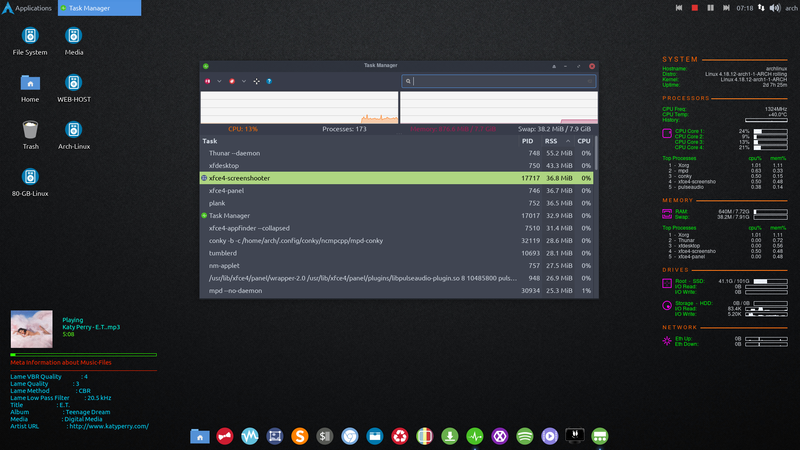 Applications
Task Manager
07:18
arch
File System
Media
Home
WEB-HOST
Trash
Arch-Linux
80-GB-Linux
Task Manager
CPU: 13%
Processes: 173
Swap: 38.2 MiB / 7.9 GiB
Task PID RSS CPU
Thunar --daemon 748 55.2 MiB 0%
xfdesktop 750 43.3 MiB 0%
xfce4-screenshooter 17717 36.8 MiB 0%
xfce4-panel 746 36.7 MiB 0%
plank 752 36.5 MiB 0%
Task Manager 17017 32.9 MiB 0%
xfce4-appfinder --collapsed 7510 31.4 MiB 0%
conky -b -c /home/arch/.config/conky/ncmpcpp/mpd-conky 32119 28.6 MiB 0%
tumblerd 10693 28.1 MiB 0%
nm-applet 757 27.5 MiB 0%
/usr/lib/xfce4/panel/wrapper-2.0 /usr/lib/xfce4/panel/plugins/libpulseaudio-plugin.so 8 10485800 puls... 948 26.9 MiB 0%
mpd --no-daemon 30934 25.3 MiB 1%
SYSTEM
Hostname: archlinux
Distro: Linux 4.18.12-arch1-1-ARCH rolling
Kernel: Linux 4.18.12-arch1-1-ARCH
Uptime: 2d 7h 25m
PROCESSORS
CPU Freq: 1324MHz
CPU Temp: +40.0°C
History:
CPU Core 1: 24%
CPU Core 2: 9%
CPU Core 3: 13%
CPU Core 4: 21%
Top Processes cpu% mem%
1 - Xorg 1.01 1.11
2 - mpd 0.63 0.33
3 - conky 0.50 0.15
4 - xfce4-screensho 0.50 0.48
5 - pulseaudio 0.38 0.14
MEMORY
RAM: 640M / 7.72G
Swap: 38.2M / 7.91G
Top Processes cpu% mem%
1 - Xorg 1.01 1.11
2 - Thunar 0.00 0.72
3 - xfdesktop 0.00 0.56
4 - xfce4-screensho 0.50 0.48
5 - xfce4-panel 0.00 0.48
DRIVES
Root - SSD: 41.1G / 101G
I/O Read: 0B
I/O Write: 0B
Storage - HDD: 0B / 0B
I/O Read: 83.4K
I/O Write: 5.20K
NETWORK
Eth Up: 0B
Eth Down: 0B
Playing
Katy Perry - E.T..mp3
5:08
Meta Information about Music-Files
Lame VBR Quality : 4
Lame Quality : 3
Lame Method : CBR
Lame Low Pass Filter : 20.5 kHz
Title : E.T.
Album : Teenage Dream
Media : Digital Media
Artist URL : http://www.katyperry.com/